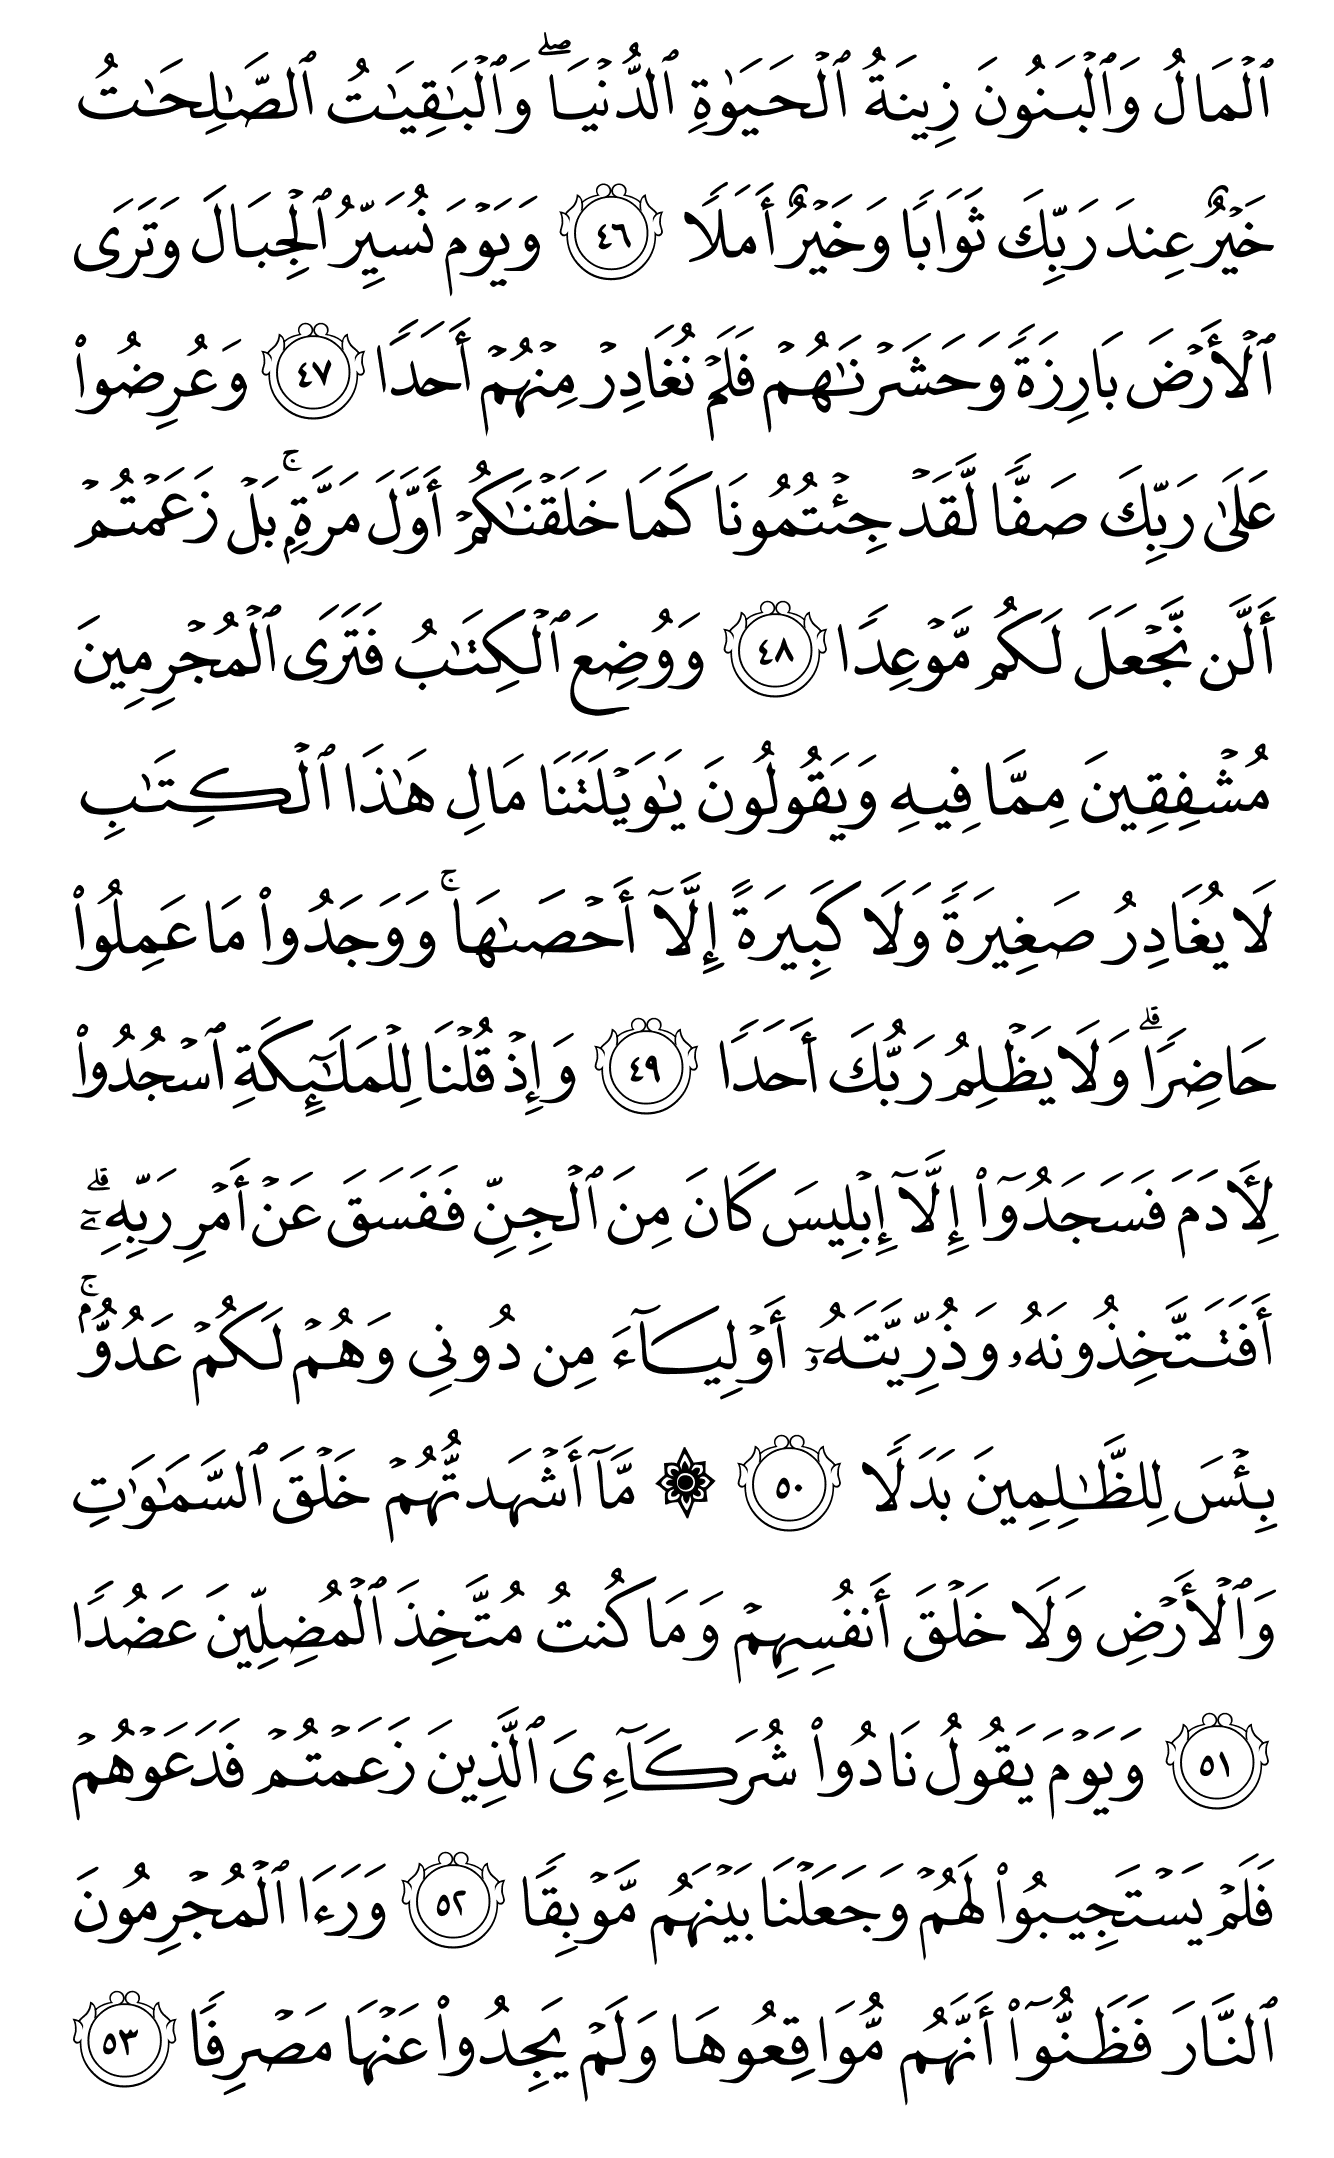 ٱلۡمَالُ وَٱلۡبَنُونَ زِينَةُ ٱلۡحَيَوٰةِ ٱلدُّنۡيَاۖ وَٱلۡبَٰقِيَٰتُ ٱلصَّٰلِحَٰتُ
خَيۡرٌ عِندَ رَبِّكَ ثَوَابٗا وَخَيۡرٌ أَمَلٗا ٤٦ وَيَوۡمَ نُسَيِّرُ ٱلۡجِبَالَ وَتَرَى
ٱلۡأَرۡضَ بَارِزَةٗ وَحَشَرۡنَٰهُمۡ فَلَمۡ نُغَادِرۡ مِنۡهُمۡ أَحَدٗا ٤٧ وَعُرِضُواْ
عَلَىٰ رَبِّكَ صَفّٗا لَّقَدۡ جِئۡتُمُونَا كَمَا خَلَقۡنَٰكُمۡ أَوَّلَ مَرَّةِۭۚ بَلۡ زَعَمۡتُمۡ
أَلَّن نَّجۡعَلَ لَكُم مَّوۡعِدٗا ٤٨ وَوُضِعَ ٱلۡكِتَٰبُ فَتَرَى ٱلۡمُجۡرِمِينَ
مُشۡفِقِينَ مِمَّا فِيهِ وَيَقُولُونَ يَٰوَيۡلَتَنَا مَالِ هَٰذَا ٱلۡكِتَٰبِ
لَا يُغَادِرُ صَغِيرَةٗ وَلَا كَبِيرَةً إِلَّآ أَحۡصَىٰهَاۚ وَوَجَدُواْ مَا عَمِلُواْ
حَاضِرٗاۗ وَلَا يَظۡلِمُ رَبُّكَ أَحَدٗا ٤٩ وَإِذۡ قُلۡنَا لِلۡمَلَٰٓئِكَةِ ٱسۡجُدُواْ
لِأٓدَمَ فَسَجَدُوٓاْ إِلَّآ إِبۡلِيسَ كَانَ مِنَ ٱلۡجِنِّ فَفَسَقَ عَنۡ أَمۡرِ رَبِّهِۦٓۗ
أَفَتَتَّخِذُونَهُۥ وَذُرِّيَّتَهُۥٓ أَوۡلِيَآءَ مِن دُونِي وَهُمۡ لَكُمۡ عَدُوُّۢۚ
بِئۡسَ لِلظَّٰلِمِينَ بَدَلٗا ٥٠ ۞ مَّآ أَشۡهَدتُّهُمۡ خَلۡقَ ٱلسَّمَٰوَٰتِ
وَٱلۡأَرۡضِ وَلَا خَلۡقَ أَنفُسِهِمۡ وَمَا كُنتُ مُتَّخِذَ ٱلۡمُضِلِّينَ عَضُدٗا
٥١ وَيَوۡمَ يَقُولُ نَادُواْ شُرَكَآءِيَ ٱلَّذِينَ زَعَمۡتُمۡ فَدَعَوۡهُمۡ
فَلَمۡ يَسۡتَجِيبُواْ لَهُمۡ وَجَعَلۡنَا بَيۡنَهُم مَّوۡبِقٗا ٥٢ وَرَءَا ٱلۡمُجۡرِمُونَ
ٱلنَّارَ فَظَنُّوٓاْ أَنَّهُم مُّوَاقِعُوهَا وَلَمۡ يَجِدُواْ عَنۡهَا مَصۡرِفٗا ٥٣